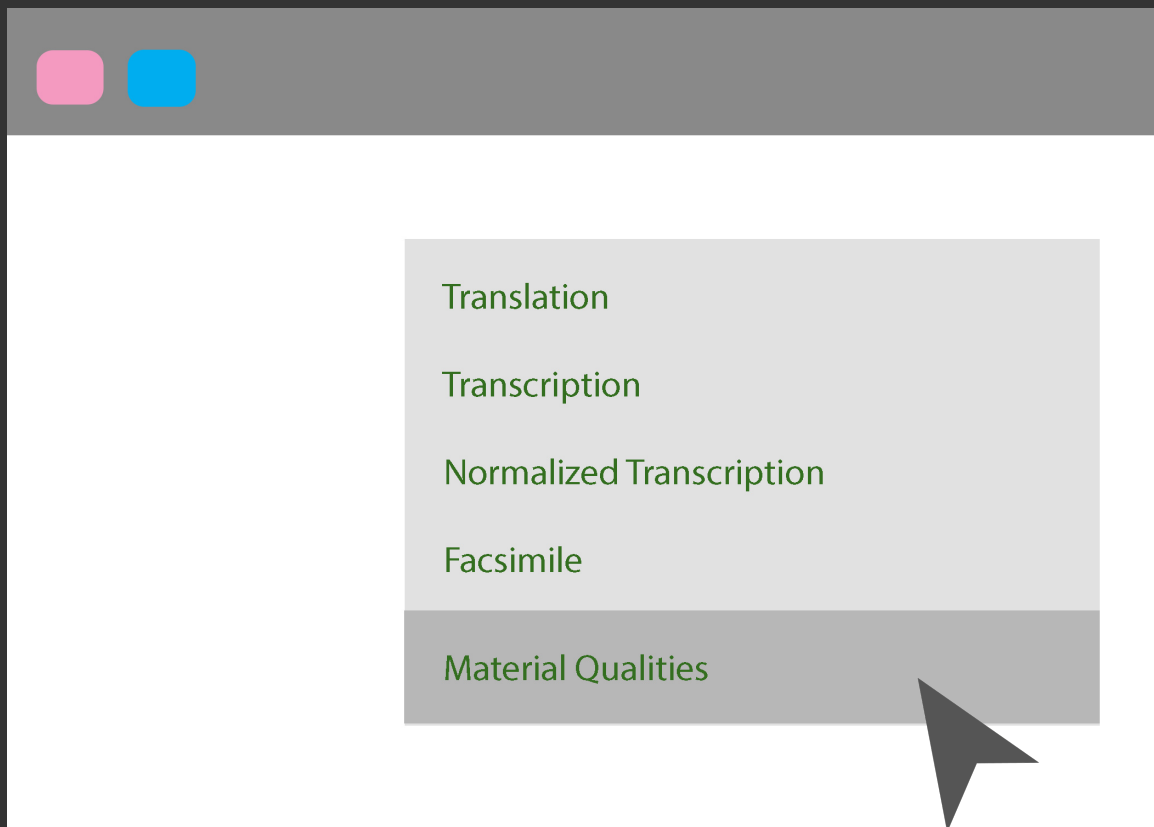 Translation
Transcription
Normalized Transcription
Facsimile
Material Qualities